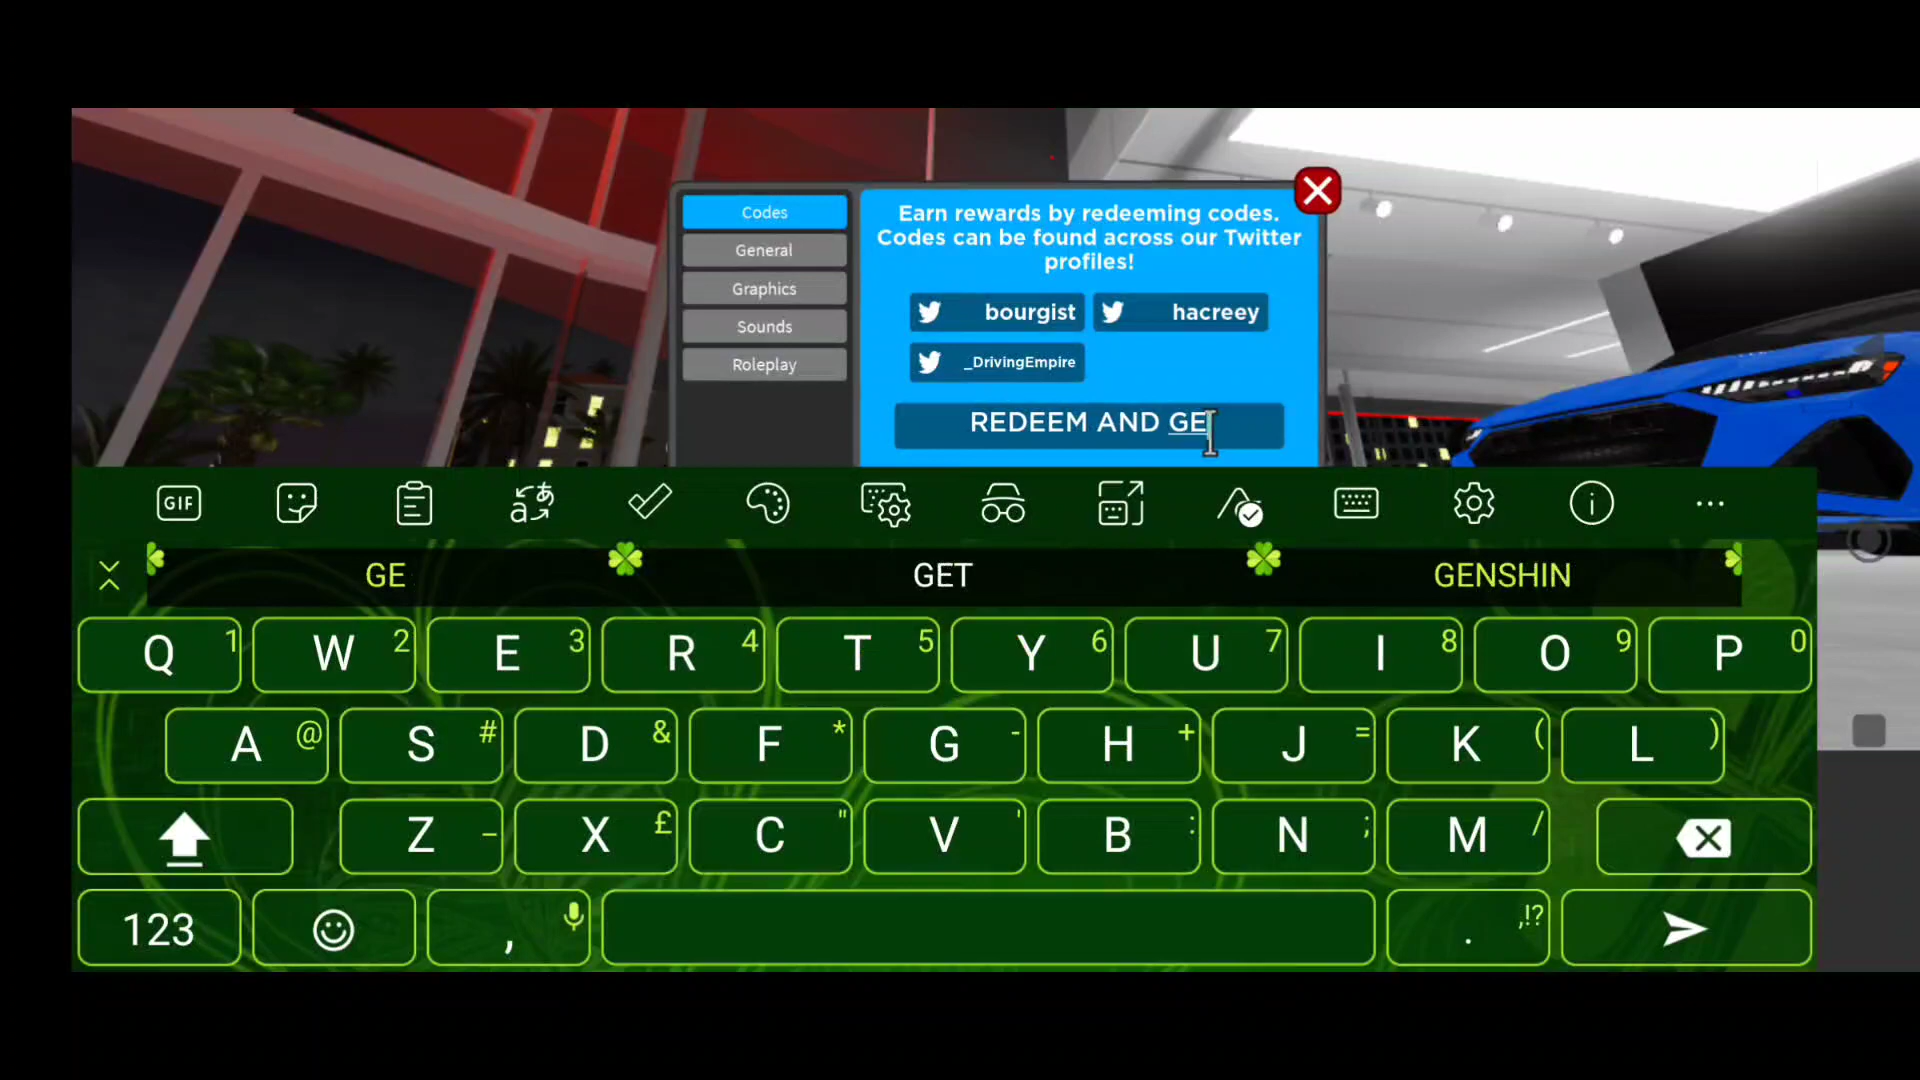 Codes
General
Graphics
Sounds
Roleplay
Earn rewards by redeeming codes.
Codes can be found across our Twitter
profiles!
bourgist
hacreey
_DrivingEmpire
REDEEM AND GE
GIF
GE
GET
GENSHIN
Q 1 W 2 E 3 R 4 T 5 Y 6 U 7 I 8 O 9 P 0
A @ S # D & F * G - H + J = K ( L )
Z _ X £ C " V ' B : N ; M /
123 , . ,!?